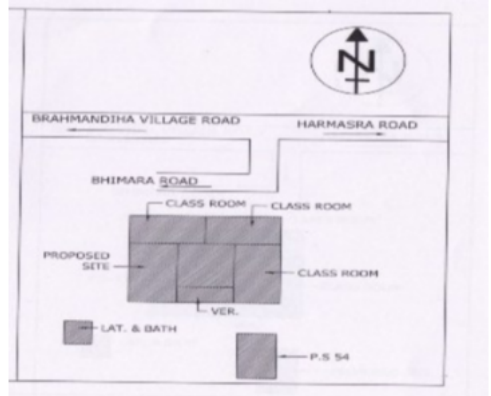 N
BRAHMANDIHA VILLAGE ROAD
HARMASRA ROAD
BHIMARA ROAD
CLASS ROOM
CLASS ROOM
PROPOSED
SITE
CLASS ROOM
VER.
LAT. & BATH
P.S 54